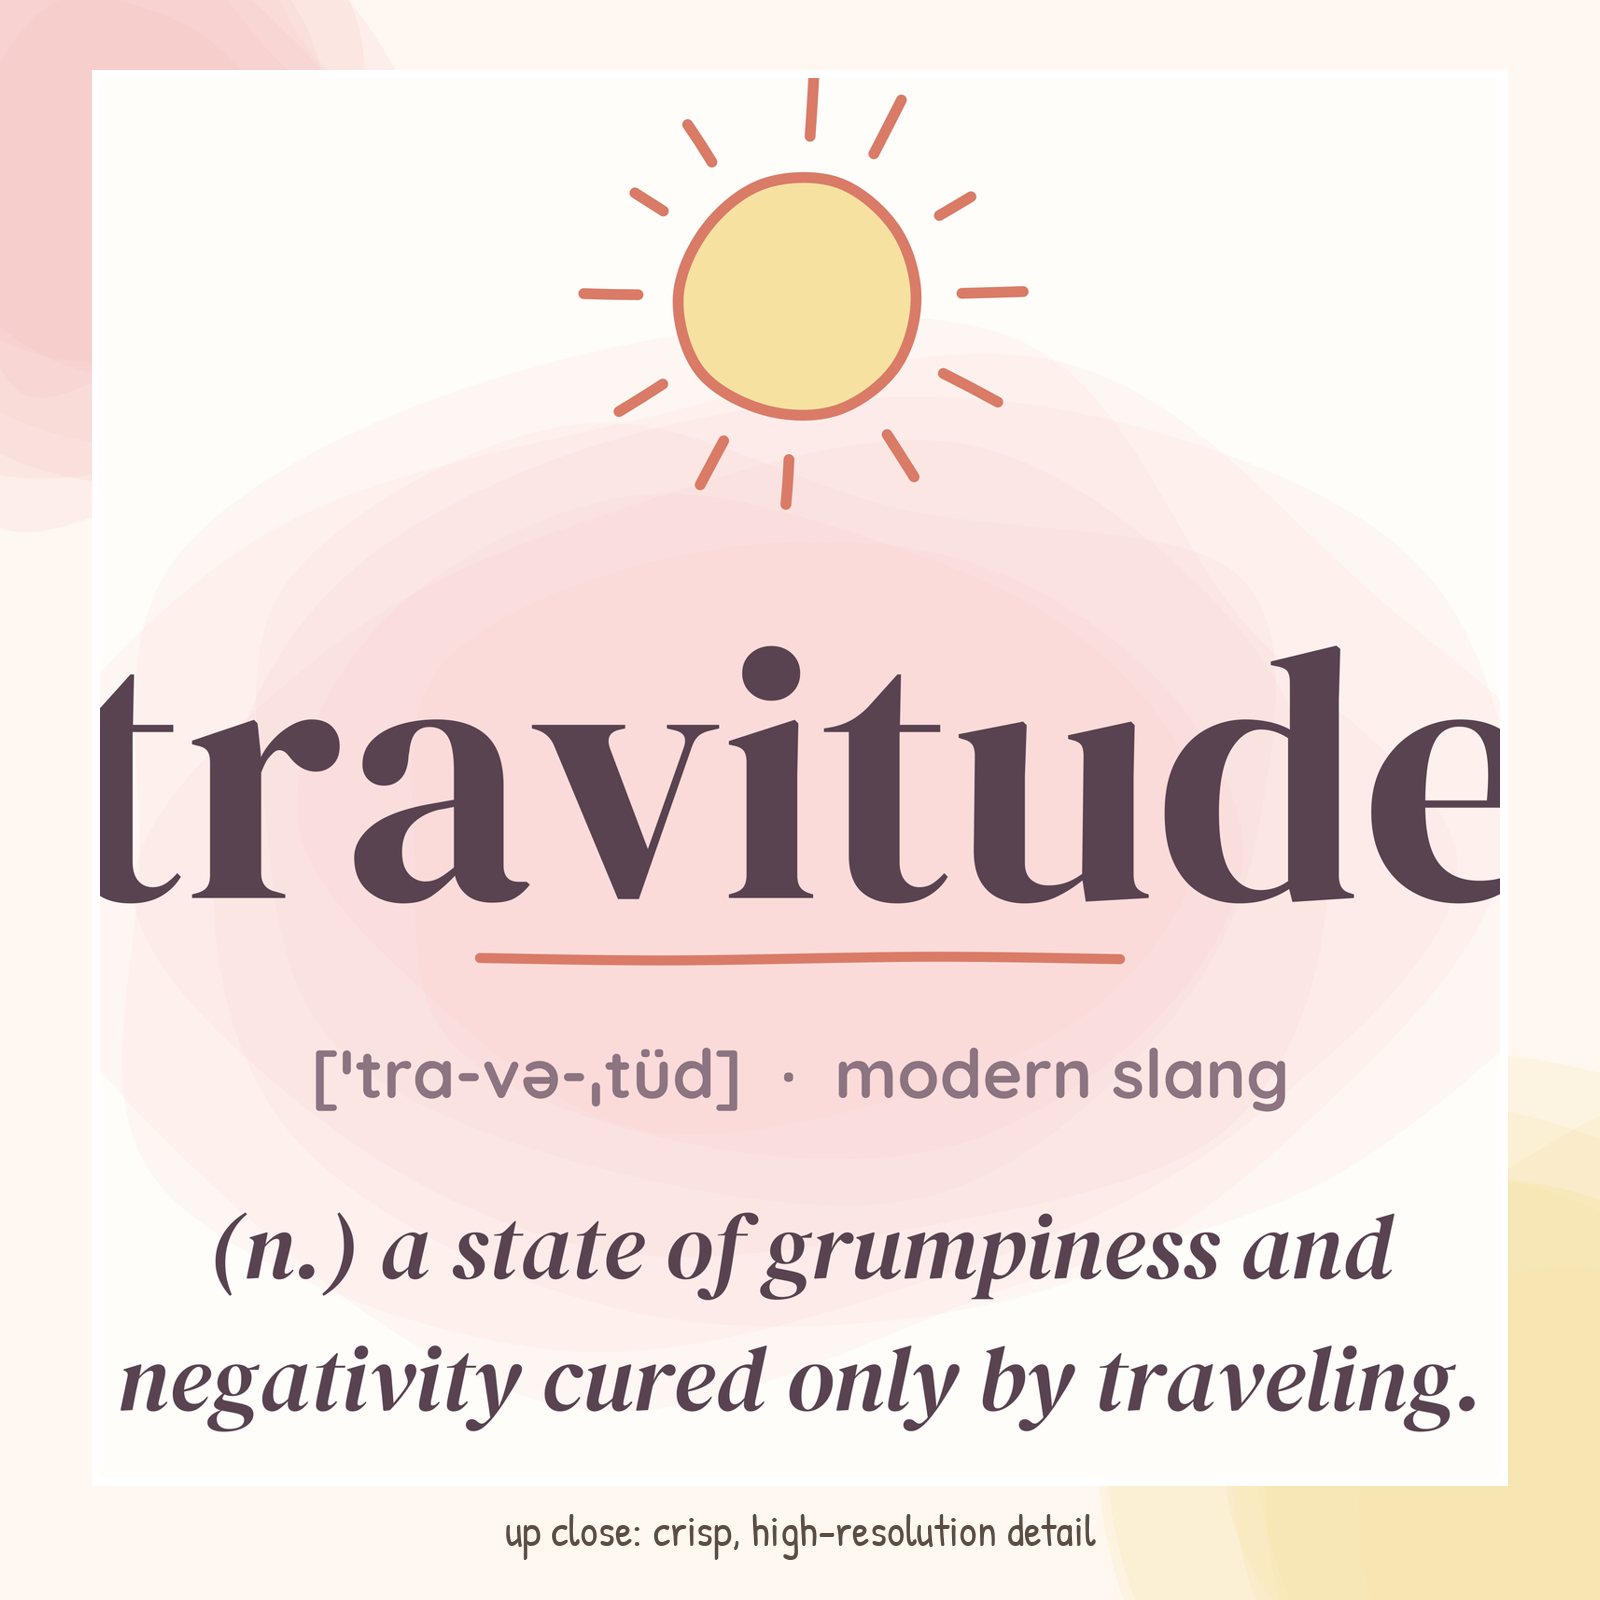 travitude
[ˈtra-və-ˌtüd] · modern slang
(n.) a state of grumpiness and
negativity cured only by traveling.
up close: crisp, high-resolution detail